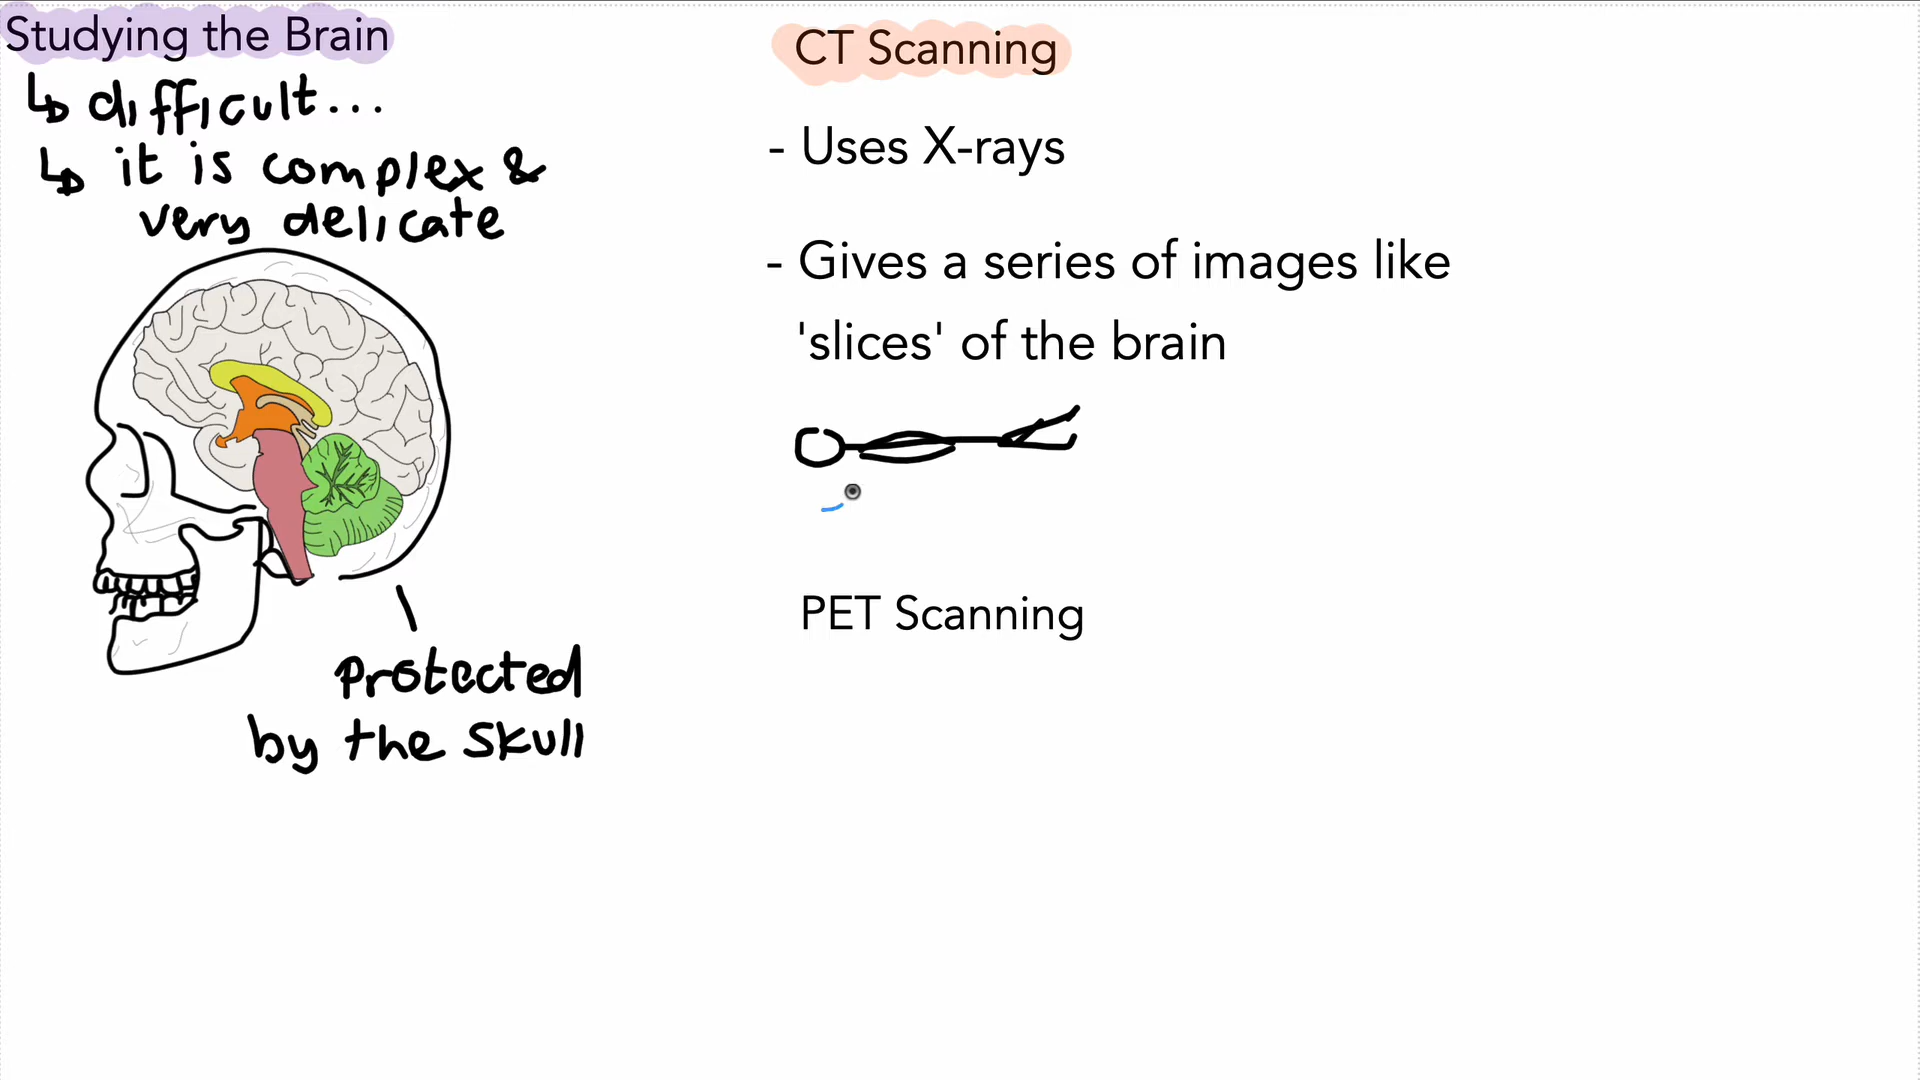 Studying the Brain
↳ difficult...
↳ it is complex &
very delicate
protected
by the skull
CT Scanning
- Uses X-rays
- Gives a series of images like
'slices' of the brain
PET Scanning